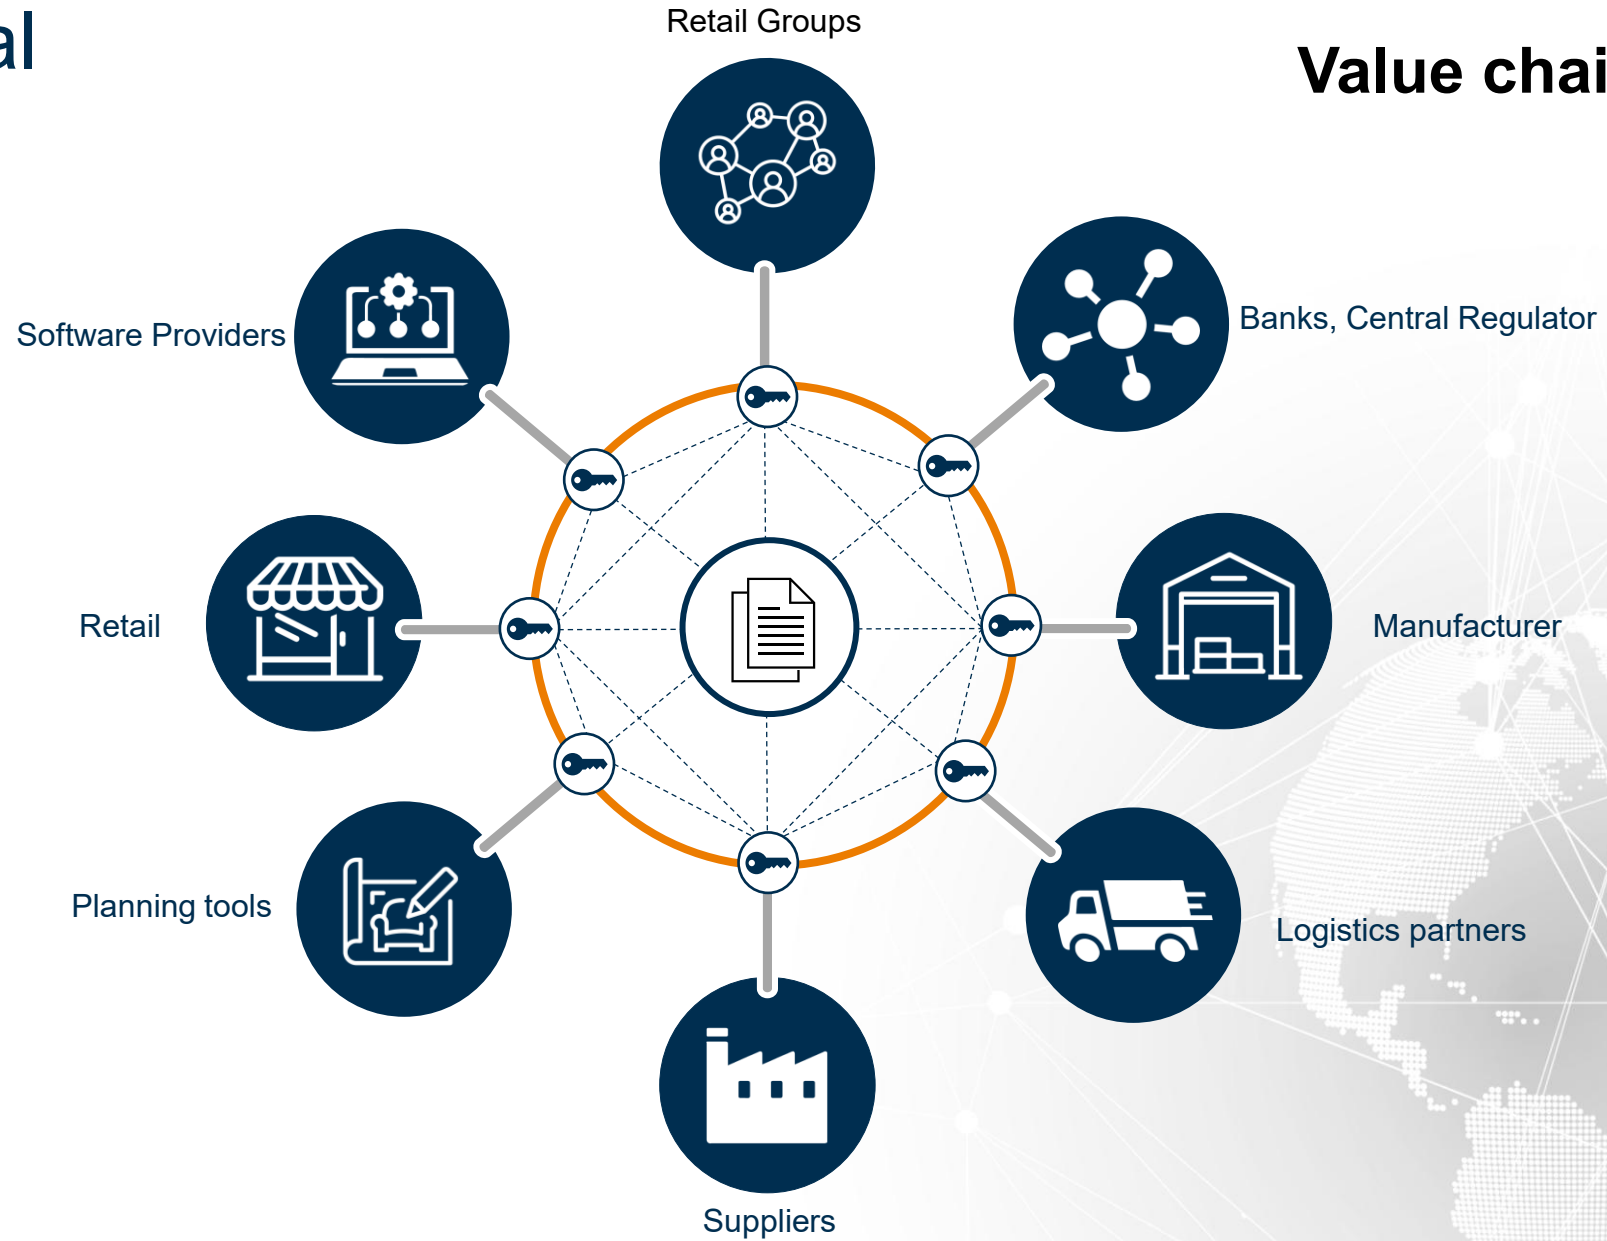 al
Retail Groups
Value chai
Software Providers
Banks, Central Regulator
Retail
Manufacturer
Planning tools
Logistics partners
Suppliers